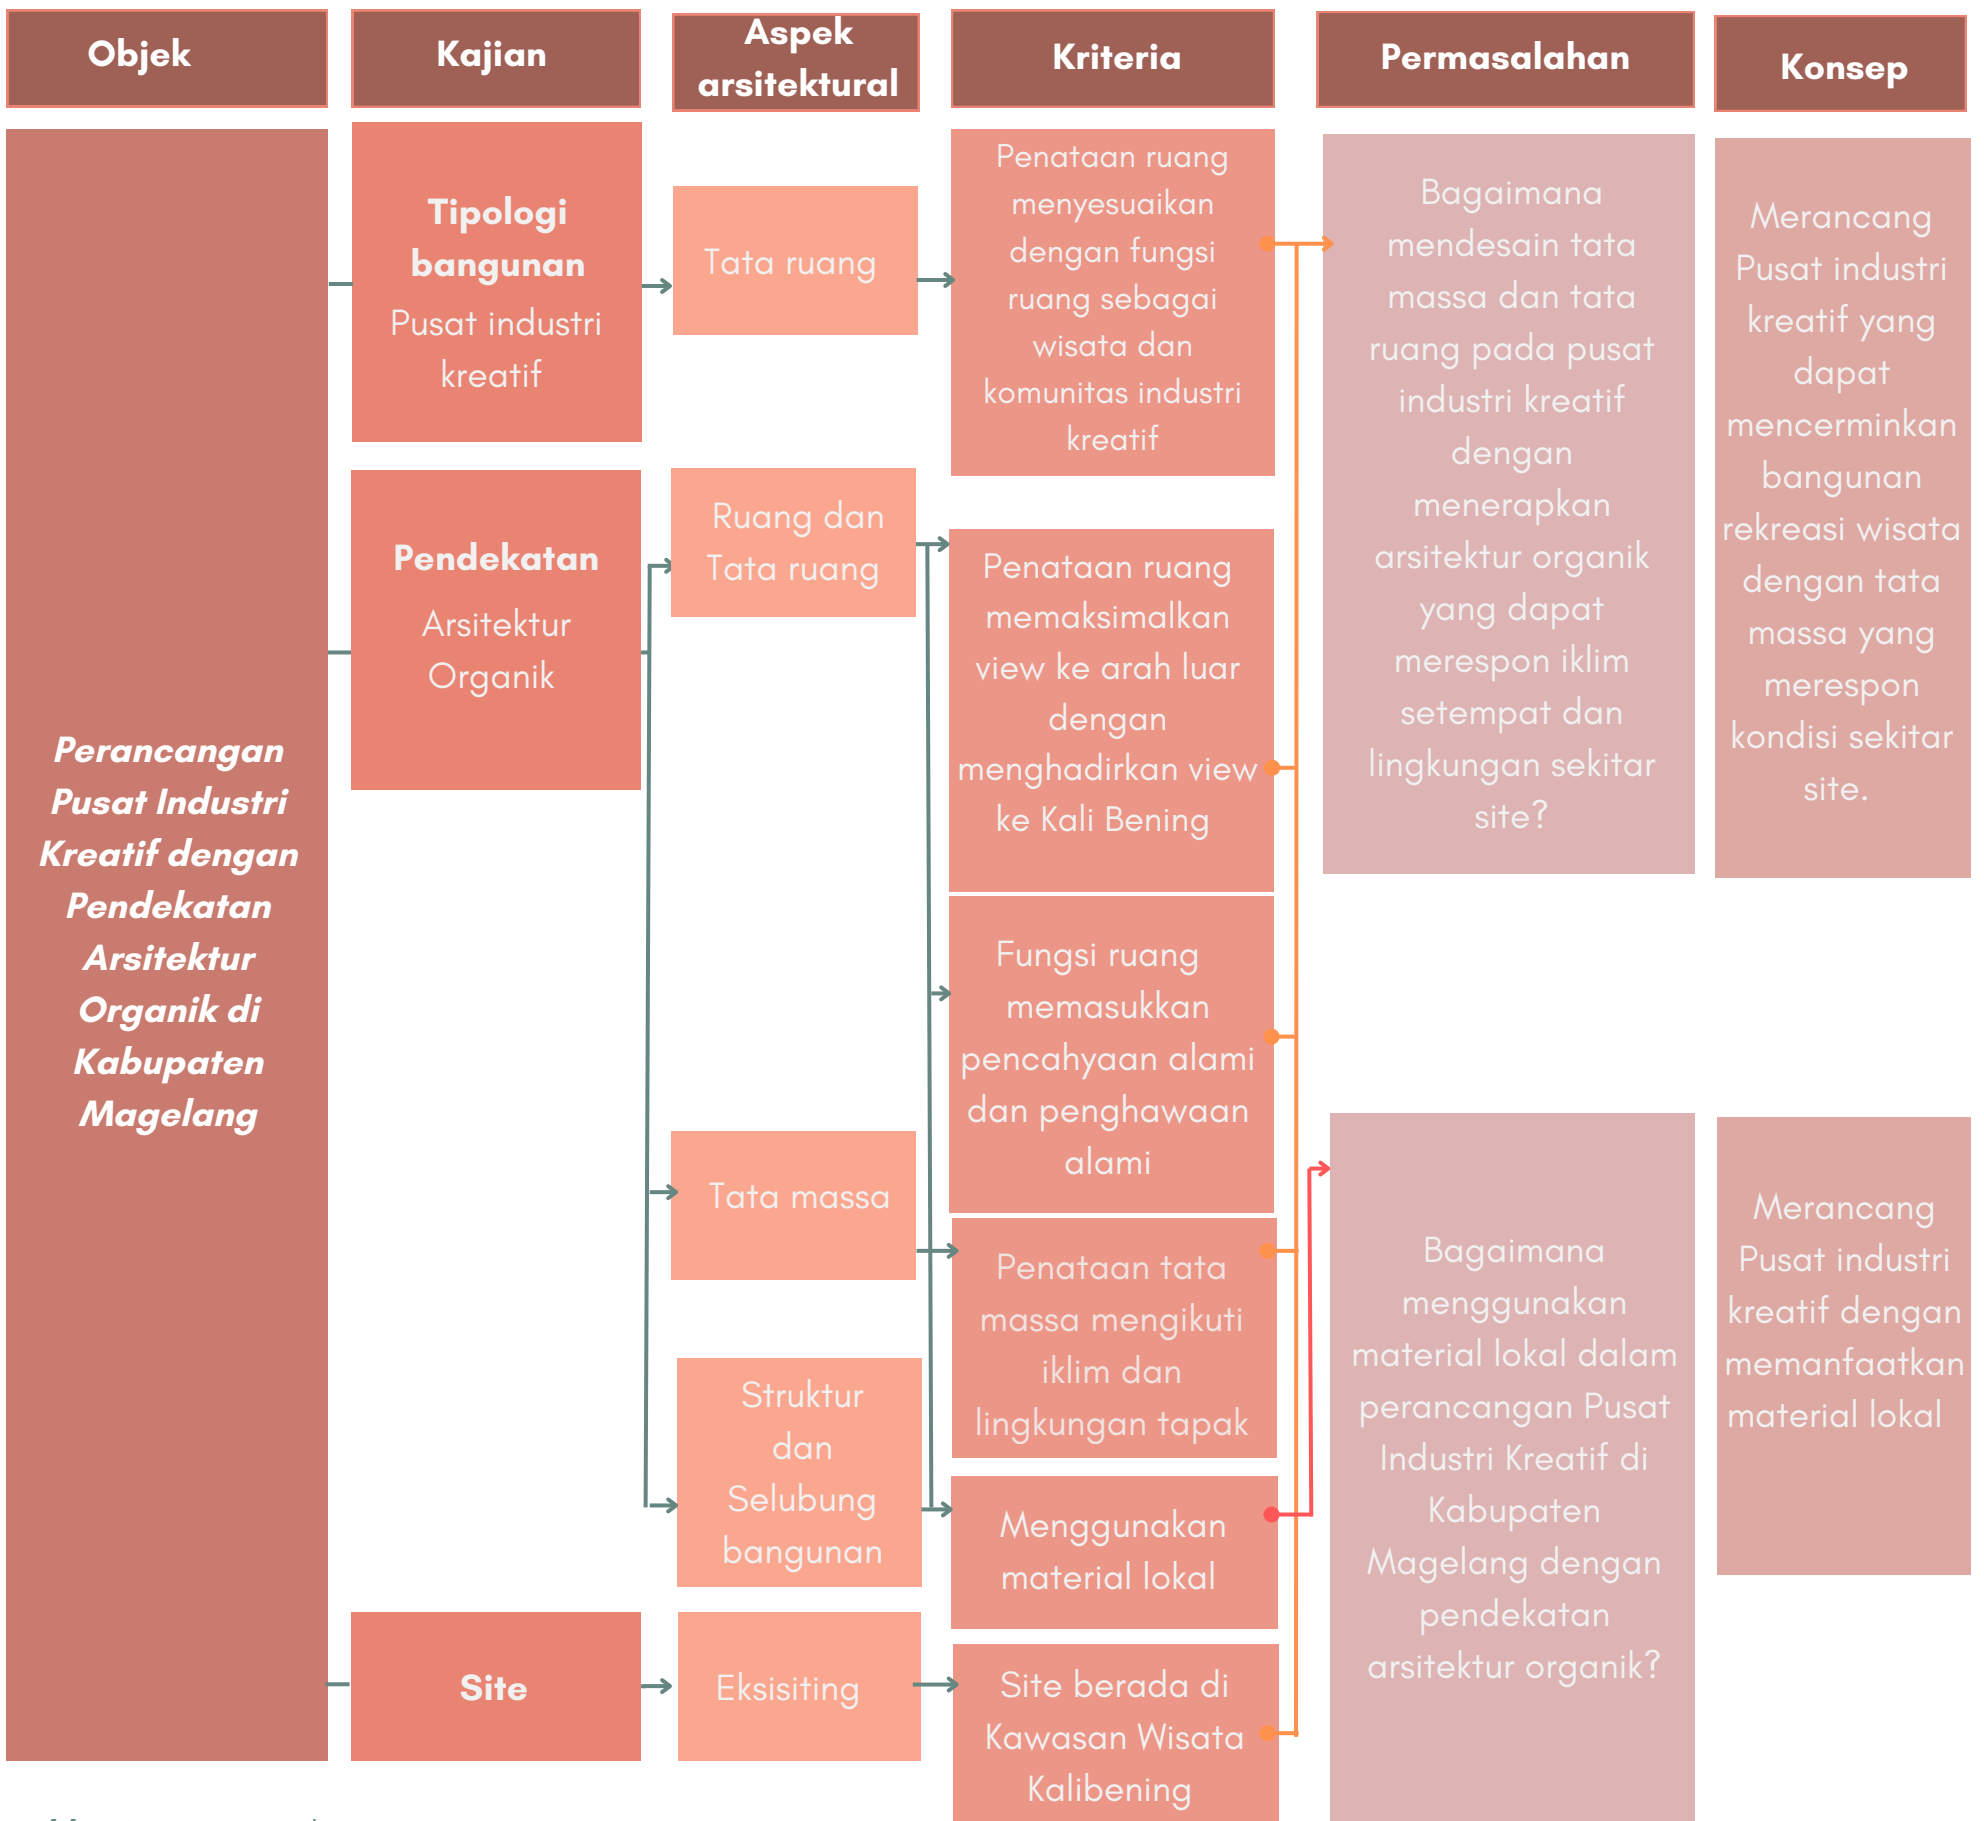 Objek
Kajian
Aspek
arsitektural
Kriteria
Permasalahan
Konsep
Perancangan
Pusat Industri
Kreatif dengan
Pendekatan
Arsitektur
Organik di
Kabupaten
Magelang
Tipologi
bangunan
Pusat industri
kreatif
Pendekatan
Arsitektur
Organik
Site
Tata ruang
Ruang dan
Tata ruang
Tata massa
Struktur
dan
Selubung
bangunan
Eksisiting
Penataan ruang
menyesuaikan
dengan fungsi
ruang sebagai
wisata dan
komunitas industri
kreatif
Penataan ruang
memaksimalkan
view ke arah luar
dengan
menghadirkan view
ke Kali Bening
Fungsi ruang
memasukkan
pencahyaan alami
dan penghawaan
alami
Penataan tata
massa mengikuti
iklim dan
lingkungan tapak
Menggunakan
material lokal
Site berada di
Kawasan Wisata
Kalibening
Bagaimana
mendesain tata
massa dan tata
ruang pada pusat
industri kreatif
dengan
menerapkan
arsitektur organik
yang dapat
merespon iklim
setempat dan
lingkungan sekitar
site?
Bagaimana
menggunakan
material lokal dalam
perancangan Pusat
Industri Kreatif di
Kabupaten
Magelang dengan
pendekatan
arsitektur organik?
Merancang
Pusat industri
kreatif yang
dapat
mencerminkan
bangunan
rekreasi wisata
dengan tata
massa yang
merespon
kondisi sekitar
site.
Merancang
Pusat industri
kreatif dengan
memanfaatkan
material lokal